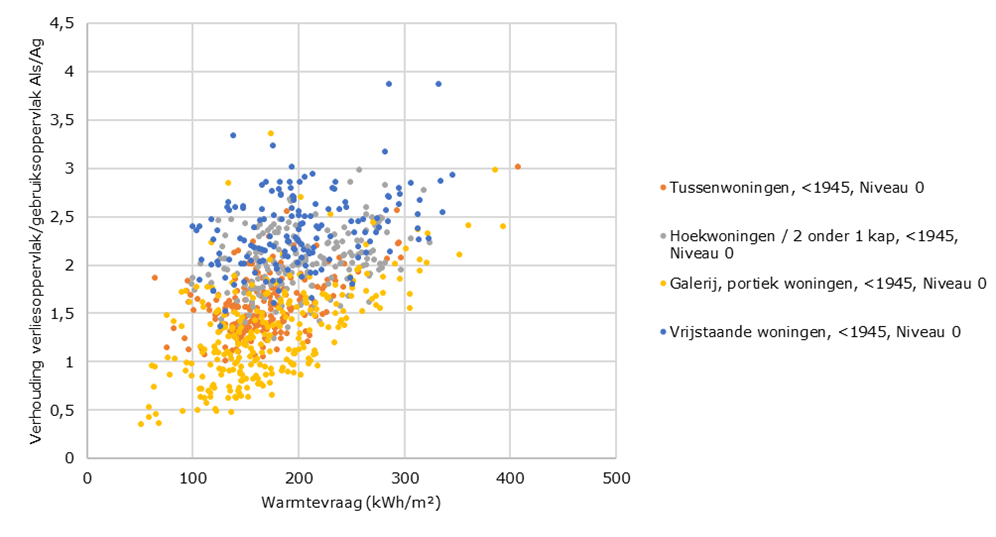 Verhouding verliesoppervlak/gebruiksoppervlak Als/Ag
4,5
4
3,5
3
2,5
2
1,5
1
0,5
0
0 100 200 300 400 500
Warmtevraag (kWh/m²)
Tussenwoningen, <1945, Niveau 0
Hoekwoningen / 2 onder 1 kap, <1945,
Niveau 0
Galerij, portiek woningen, <1945, Niveau 0
Vrijstaande woningen, <1945, Niveau 0